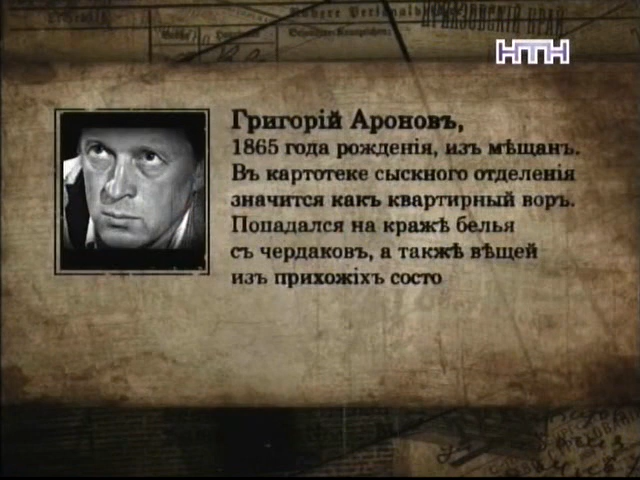 НТН
Григорій Ароновъ,
1865 года рожденія, изъ мѣщанъ.
Въ картотеке сыскного отделенія
значится какъ квартирный воръ.
Попадался на кражѣ белья
съ чердаковъ, а такжѣ вѣщей
изъ прихожіхъ состо